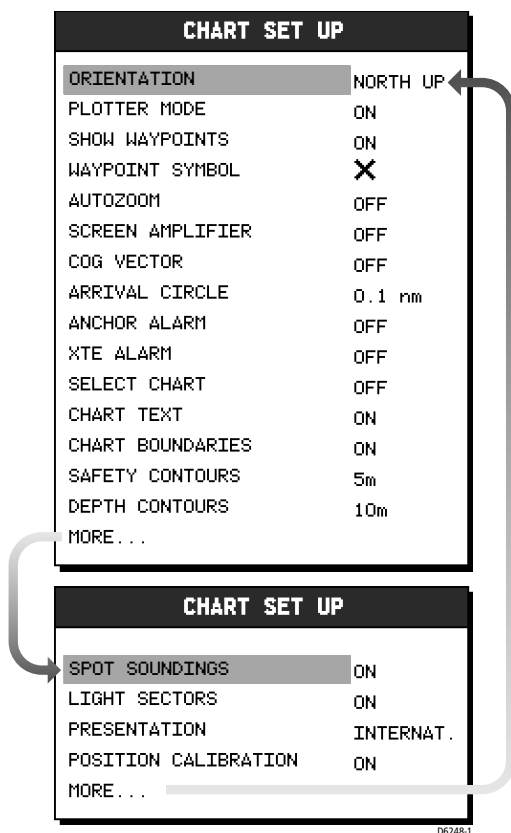 CHART SET UP
ORIENTATION NORTH UP
PLOTTER MODE ON
SHOW WAYPOINTS ON
WAYPOINT SYMBOL
AUTOZOOM OFF
SCREEN AMPLIFIER OFF
COG VECTOR OFF
ARRIVAL CIRCLE 0.1 nm
ANCHOR ALARM OFF
XTE ALARM OFF
SELECT CHART OFF
CHART TEXT ON
CHART BOUNDARIES ON
SAFETY CONTOURS 5m
DEPTH CONTOURS 10m
MORE...
CHART SET UP
SPOT SOUNDINGS ON
LIGHT SECTORS ON
PRESENTATION INTERNAT.
POSITION CALIBRATION ON
MORE...
D6248-1